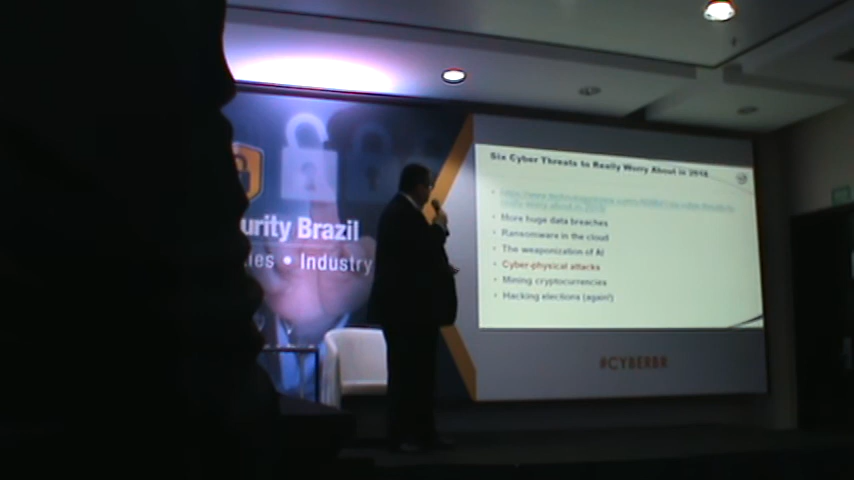 urity Brazil
ies • Industry
Six Cyber Threats to Really Worry About in 2018
• More huge data breaches
• Ransomware in the cloud
• The weaponization of AI
• Cyber-physical attacks
• Mining cryptocurrencies
• Hacking elections (again!)
#CYBERBR